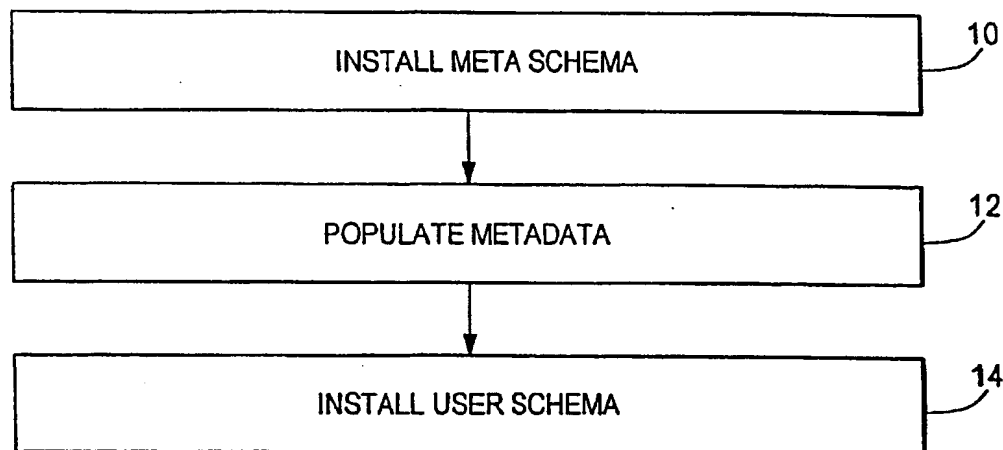 INSTALL META SCHEMA
10
POPULATE METADATA
12
INSTALL USER SCHEMA
14